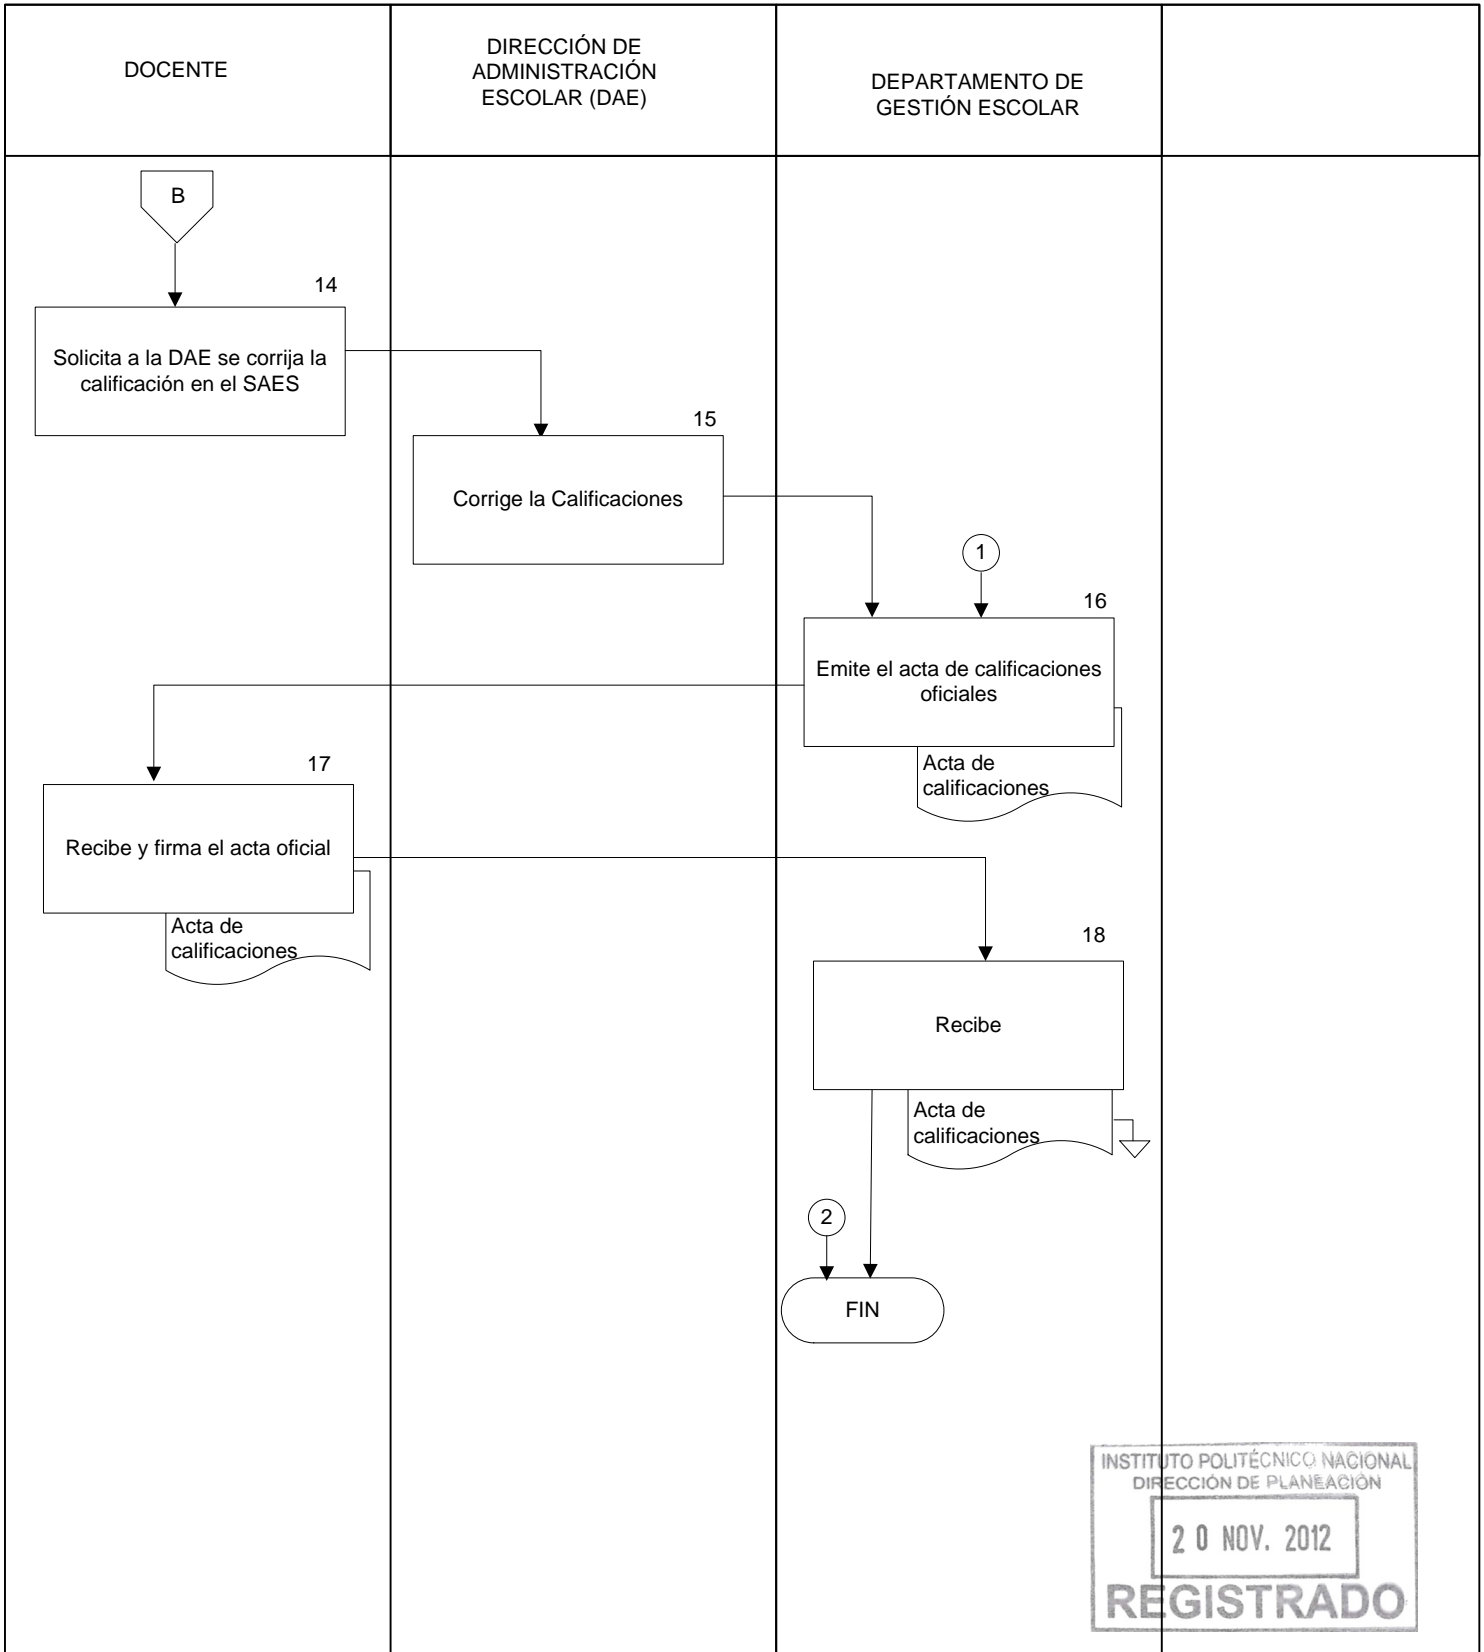 DOCENTE
DIRECCIÓN DE
ADMINISTRACIÓN
ESCOLAR (DAE)
DEPARTAMENTO DE
GESTIÓN ESCOLAR
B
14
Solicita a la DAE se corrija la
calificación en el SAES
15
Corrige la Calificaciones
1
16
Emite el acta de calificaciones
oficiales
Acta de
calificaciones
17
Recibe y firma el acta oficial
Acta de
calificaciones
18
Recibe
Acta de
calificaciones
2
FIN
INSTITUTO POLITÉCNICO NACIONAL
DIRECCIÓN DE PLANEACIÓN
20 NOV. 2012
REGISTRADO